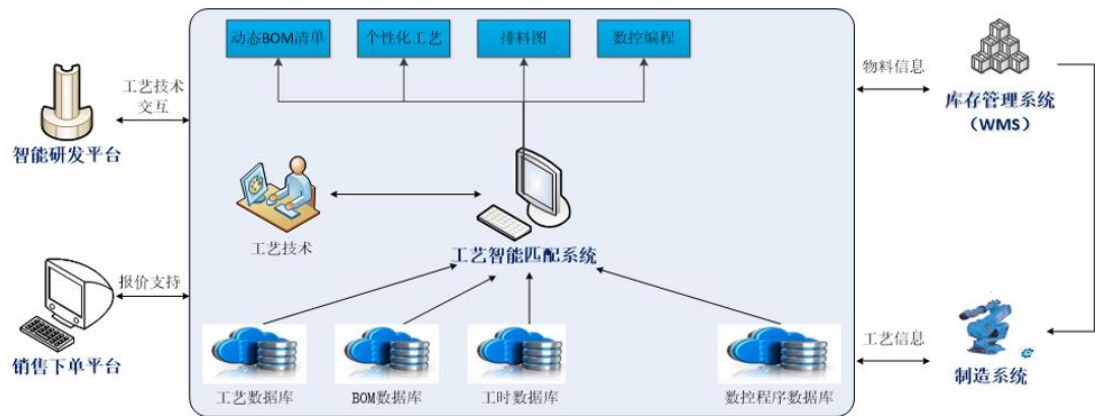 动态BOM清单
个性化工艺
排料图
数控编程
工艺技术
交互
智能研发平台
物料信息
库存管理系统
（WMS）
工艺技术
工艺智能匹配系统
报价支持
销售下单平台
工艺信息
制造系统
工艺数据库
BOM数据库
工时数据库
数控程序数据库